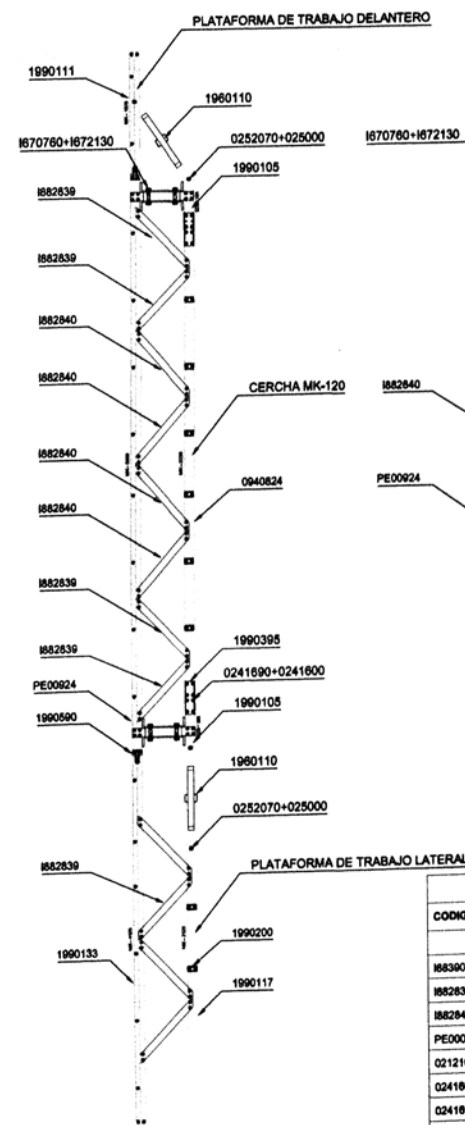 PLATAFORMA DE TRABAJO DELANTERO
1990111
1960110
I670760+I672130
0252070+025000
I670760+I672130
1990105
I882839
I882839
I882840
CERCHA MK-120
I882840
I882840
I882840
0940824
PE00924
I882840
I882839
I882839
1990395
0241690+0241600
PE00924
1990105
1990590
1960110
0252070+025000
PLATAFORMA DE TRABAJO LATERAL
I882839
1990200
1990133
1990117
CODIG
I88390
I88283
I88284
PE000
02121
02416
02416